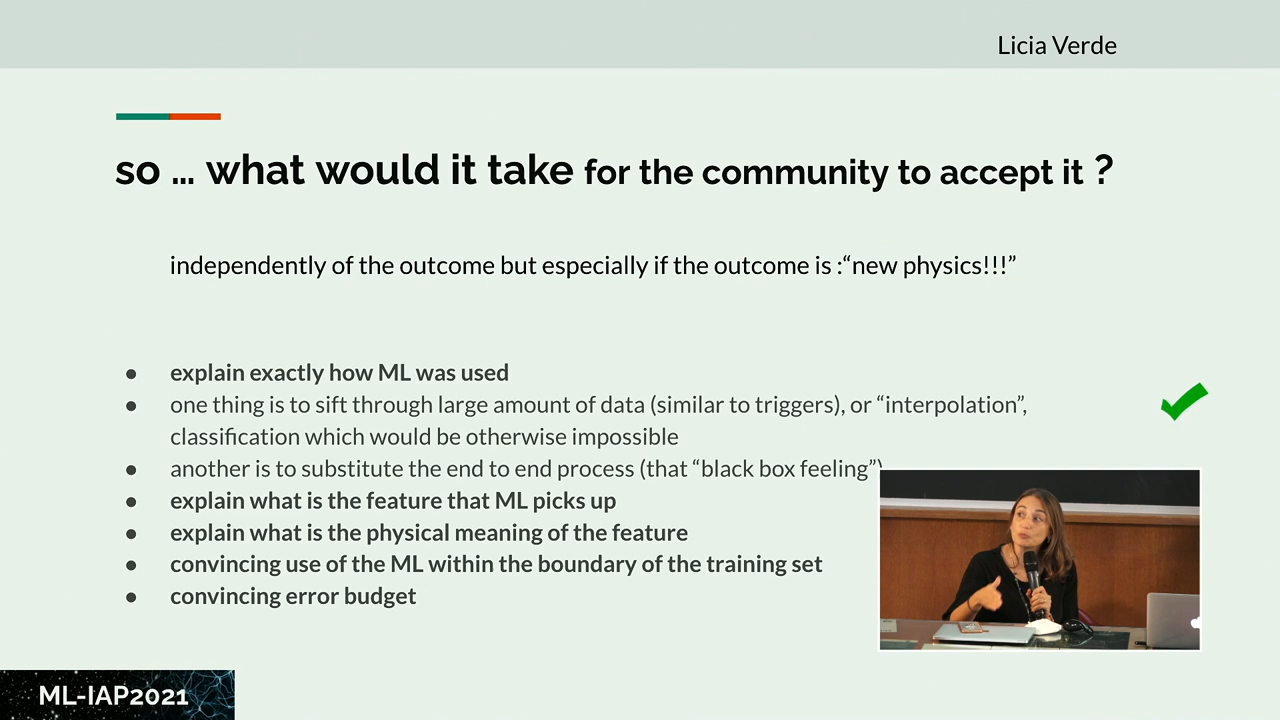 Licia Verde
so ... what would it take for the community to accept it ?
independently of the outcome but especially if the outcome is :“new physics!!!”
● explain exactly how ML was used
● one thing is to sift through large amount of data (similar to triggers), or “interpolation”,
classification which would be otherwise impossible
● another is to substitute the end to end process (that “black box feeling”)
● explain what is the feature that ML picks up
● explain what is the physical meaning of the feature
● convincing use of the ML within the boundary of the training set
● convincing error budget
ML-IAP2021